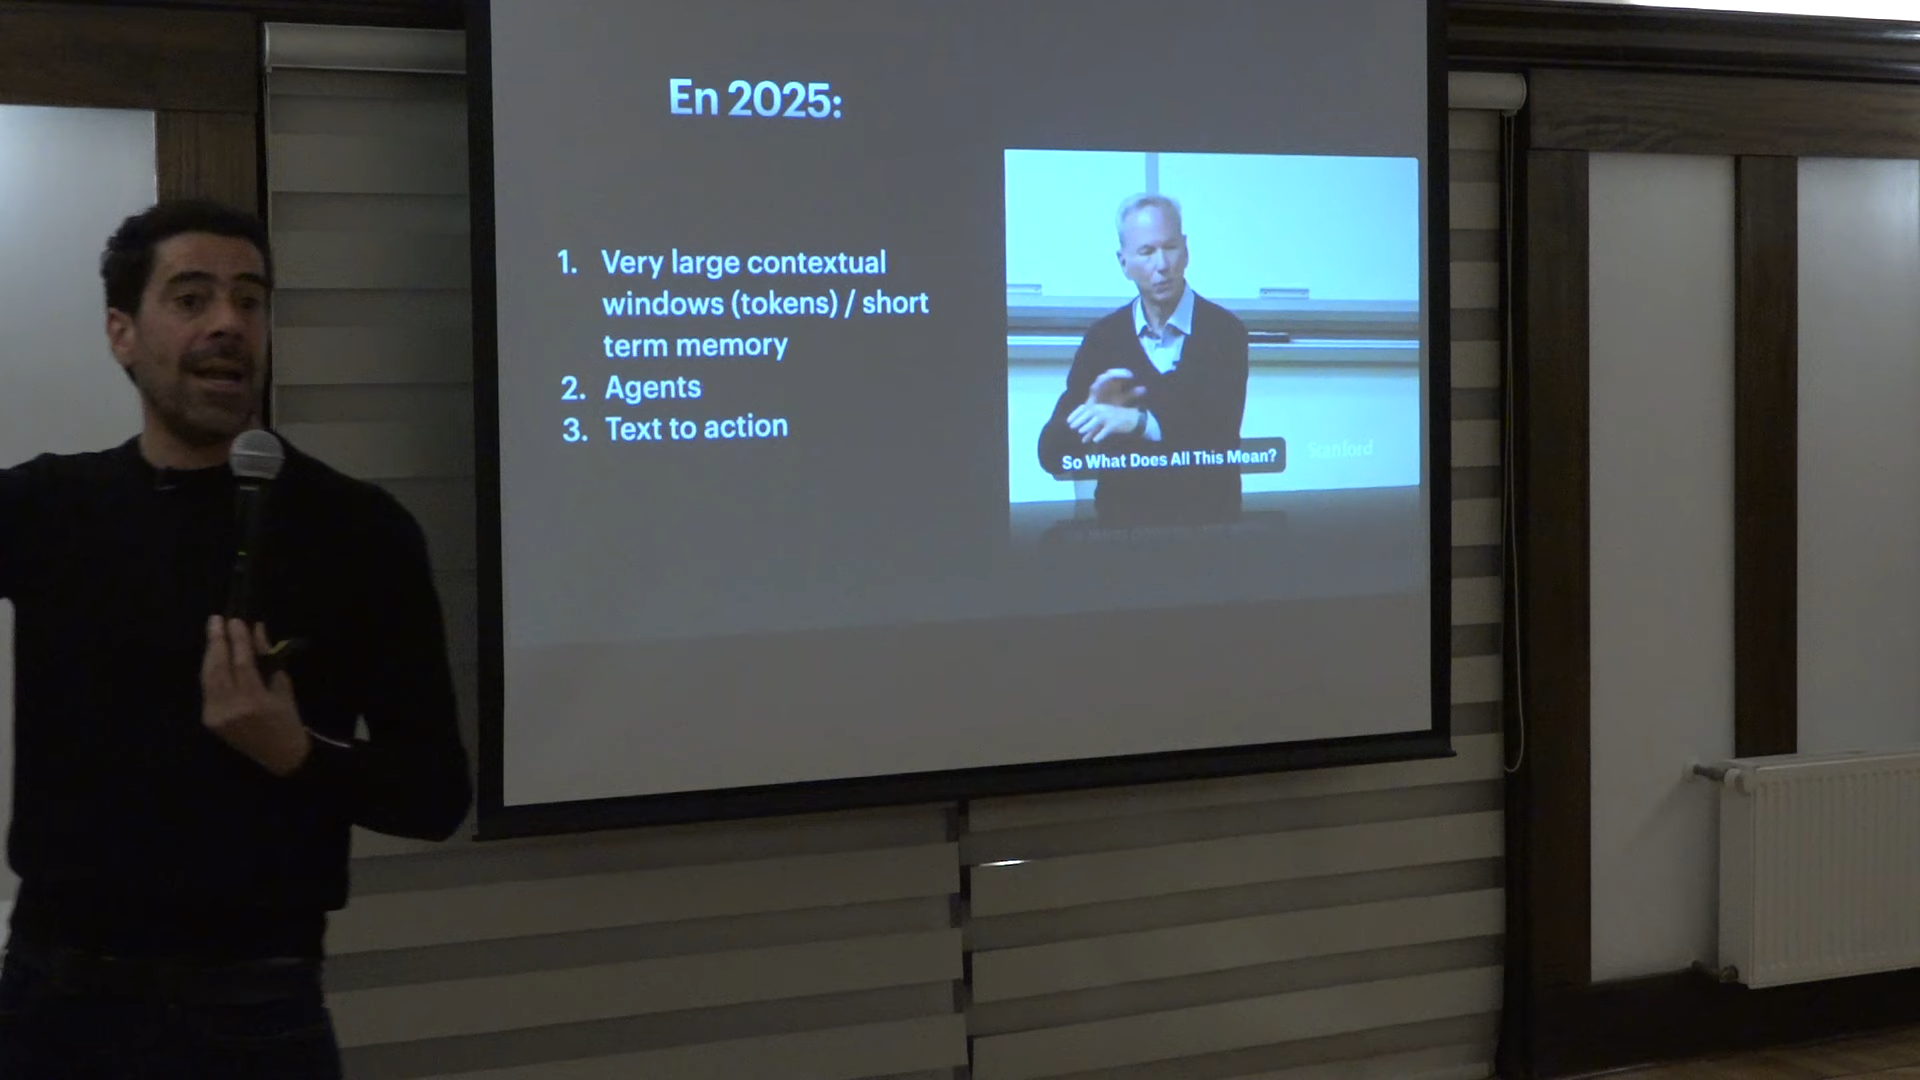 En 2025:
1. Very large contextual
windows (tokens) / short
term memory
2. Agents
3. Text to action
So What Does All This Mean?
Stanford